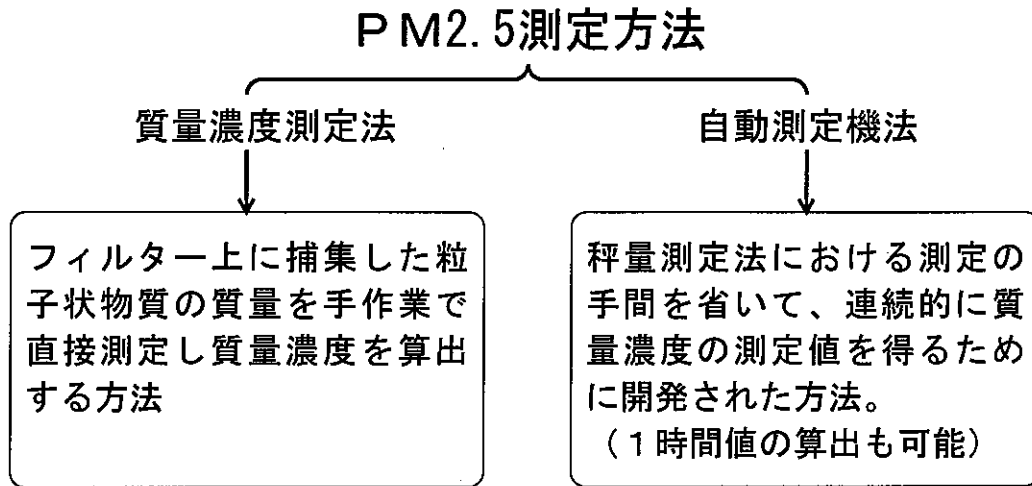 ＰＭ2.5測定方法
質量濃度測定法
自動測定機法
フィルター上に捕集した粒
子状物質の質量を手作業で
直接測定し質量濃度を算出
する方法
秤量測定法における測定の
手間を省いて、連続的に質
量濃度の測定値を得るため
に開発された方法。
（１時間値の算出も可能）